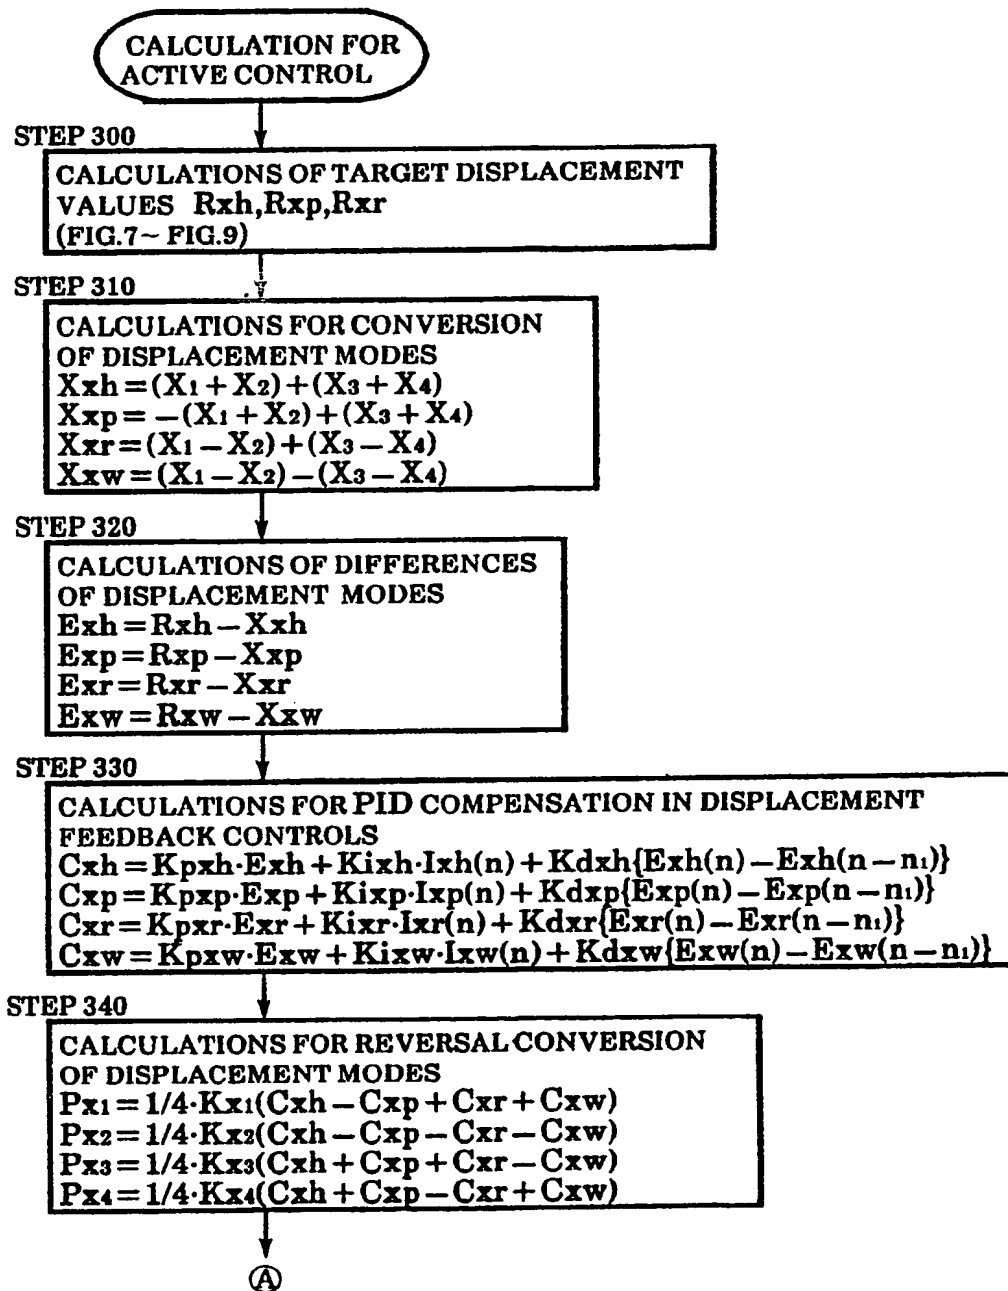 CALCULATION FOR
ACTIVE CONTROL
STEP 300
CALCULATIONS OF TARGET DISPLACEMENT
VALUES Rxh,Rxp,Rxr
(FIG.7~ FIG.9)
STEP 310
CALCULATIONS FOR CONVERSION
OF DISPLACEMENT MODES
Xxh=(X1+X2)+(X3+X4)
Xxp=-(X1+X2)+(X3+X4)
Xxr=(X1-X2)+(X3-X4)
Xxw=(X1-X2)-(X3-X4)
STEP 320
CALCULATIONS OF DIFFERENCES
OF DISPLACEMENT MODES
Exh=Rxh-Xxh
Exp=Rxp-Xxp
Exr=Rxr-Xxr
Exw=Rxw-Xxw
STEP 330
CALCULATIONS FOR PID COMPENSATION IN DISPLACEMENT
FEEDBACK CONTROLS
Cxh=Kpxh·Exh+Kixh·Ixh(n)+Kdxh{Exh(n)-Exh(n-n1)}
Cxp=Kpxp·Exp+Kixp·Ixp(n)+Kdxp{Exp(n)-Exp(n-n1)}
Cxr=Kpxr·Exr+Kixr·Ixr(n)+Kdxr{Exr(n)-Exr(n-n1)}
Cxw=Kpxw·Exw+Kixw·Ixw(n)+Kdxw{Exw(n)-Exw(n-n1)}
STEP 340
CALCULATIONS FOR REVERSAL CONVERSION
OF DISPLACEMENT MODES
Px1=1/4·Kx1(Cxh-Cxp+Cxr+Cxw)
Px2=1/4·Kx2(Cxh-Cxp-Cxr-Cxw)
Px3=1/4·Kx3(Cxh+Cxp+Cxr-Cxw)
Px4=1/4·Kx4(Cxh+Cxp-Cxr+Cxw)
A